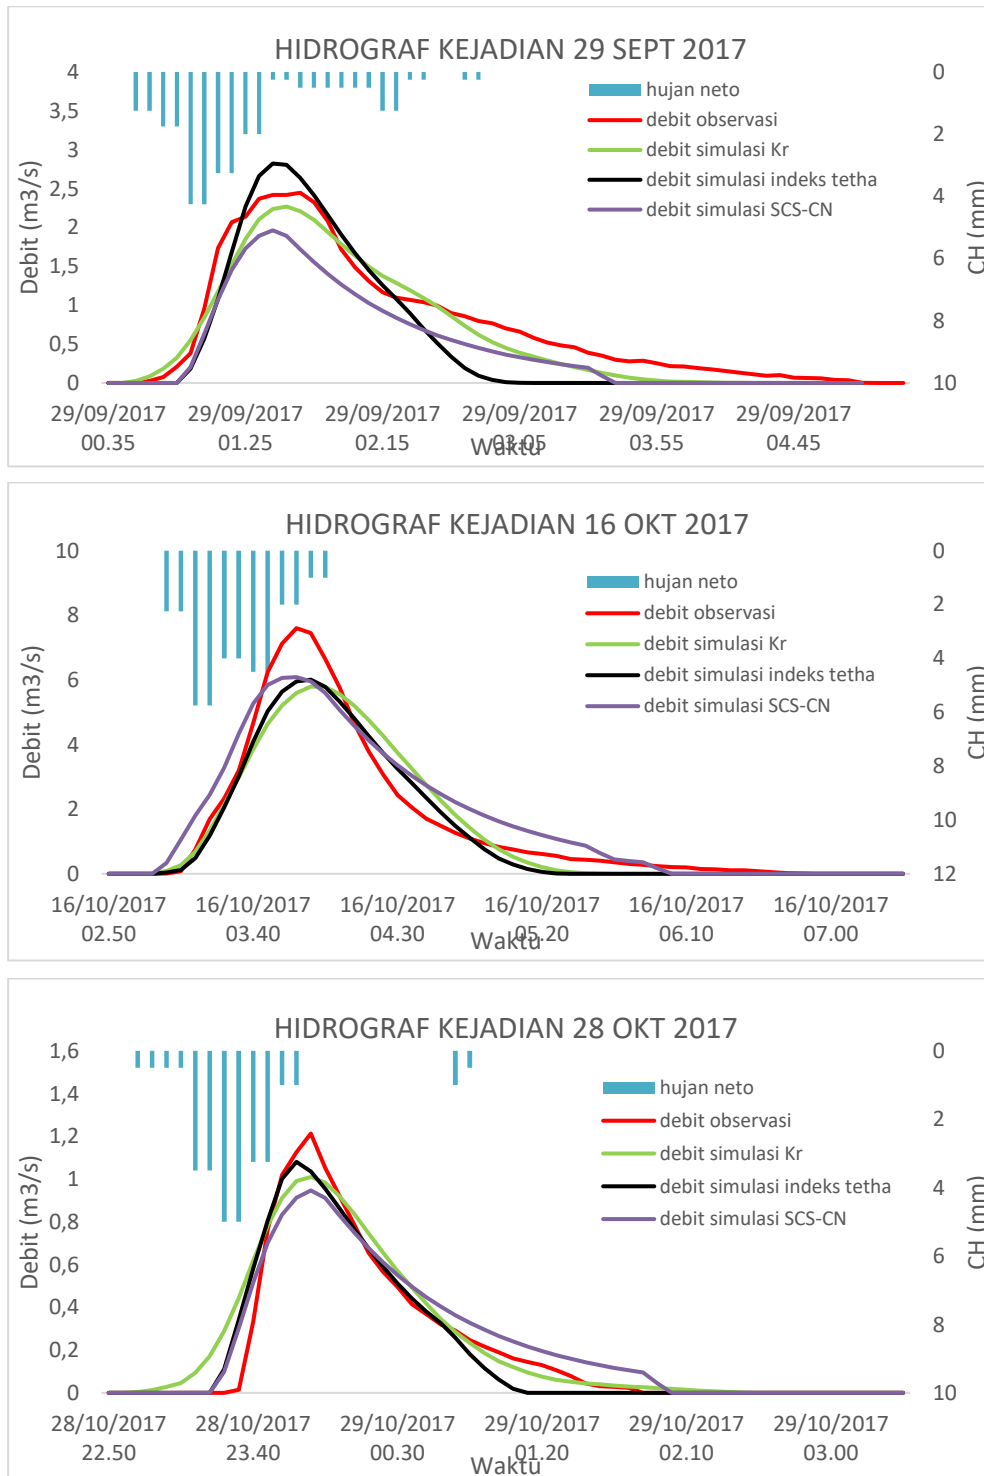 HIDROGRAF KEJADIAN 29 SEPT 2017
4
3,5
3
2,5
2
1,5
1
0,5
0
Debit (m3/s)
0
2
4
6
8
10
CH (mm)
hujan neto
debit observasi
debit simulasi Kr
debit simulasi indeks tetha
debit simulasi SCS-CN
29/09/2017 29/09/2017 29/09/2017 29/09/2017 29/09/2017 29/09/2017
00.35 01.25 02.15 03.05 03.55 04.45
Waktu
HIDROGRAF KEJADIAN 16 OKT 2017
10
8
6
4
2
0
Debit (m3/s)
0
2
4
6
8
10
12
CH (mm)
hujan neto
debit observasi
debit simulasi Kr
debit simulasi indeks tetha
debit simulasi SCS-CN
16/10/2017 16/10/2017 16/10/2017 16/10/2017 16/10/2017 16/10/2017
02.50 03.40 04.30 05.20 06.10 07.00
Waktu
HIDROGRAF KEJADIAN 28 OKT 2017
1,6
1,4
1,2
1
0,8
0,6
0,4
0,2
0
Debit (m3/s)
0
2
4
6
8
10
CH (mm)
hujan neto
debit observasi
debit simulasi Kr
debit simulasi indeks tetha
debit simulasi SCS-CN
28/10/2017 28/10/2017 29/10/2017 29/10/2017 29/10/2017 29/10/2017
22.50 23.40 00.30 01.20 02.10 03.00
Waktu